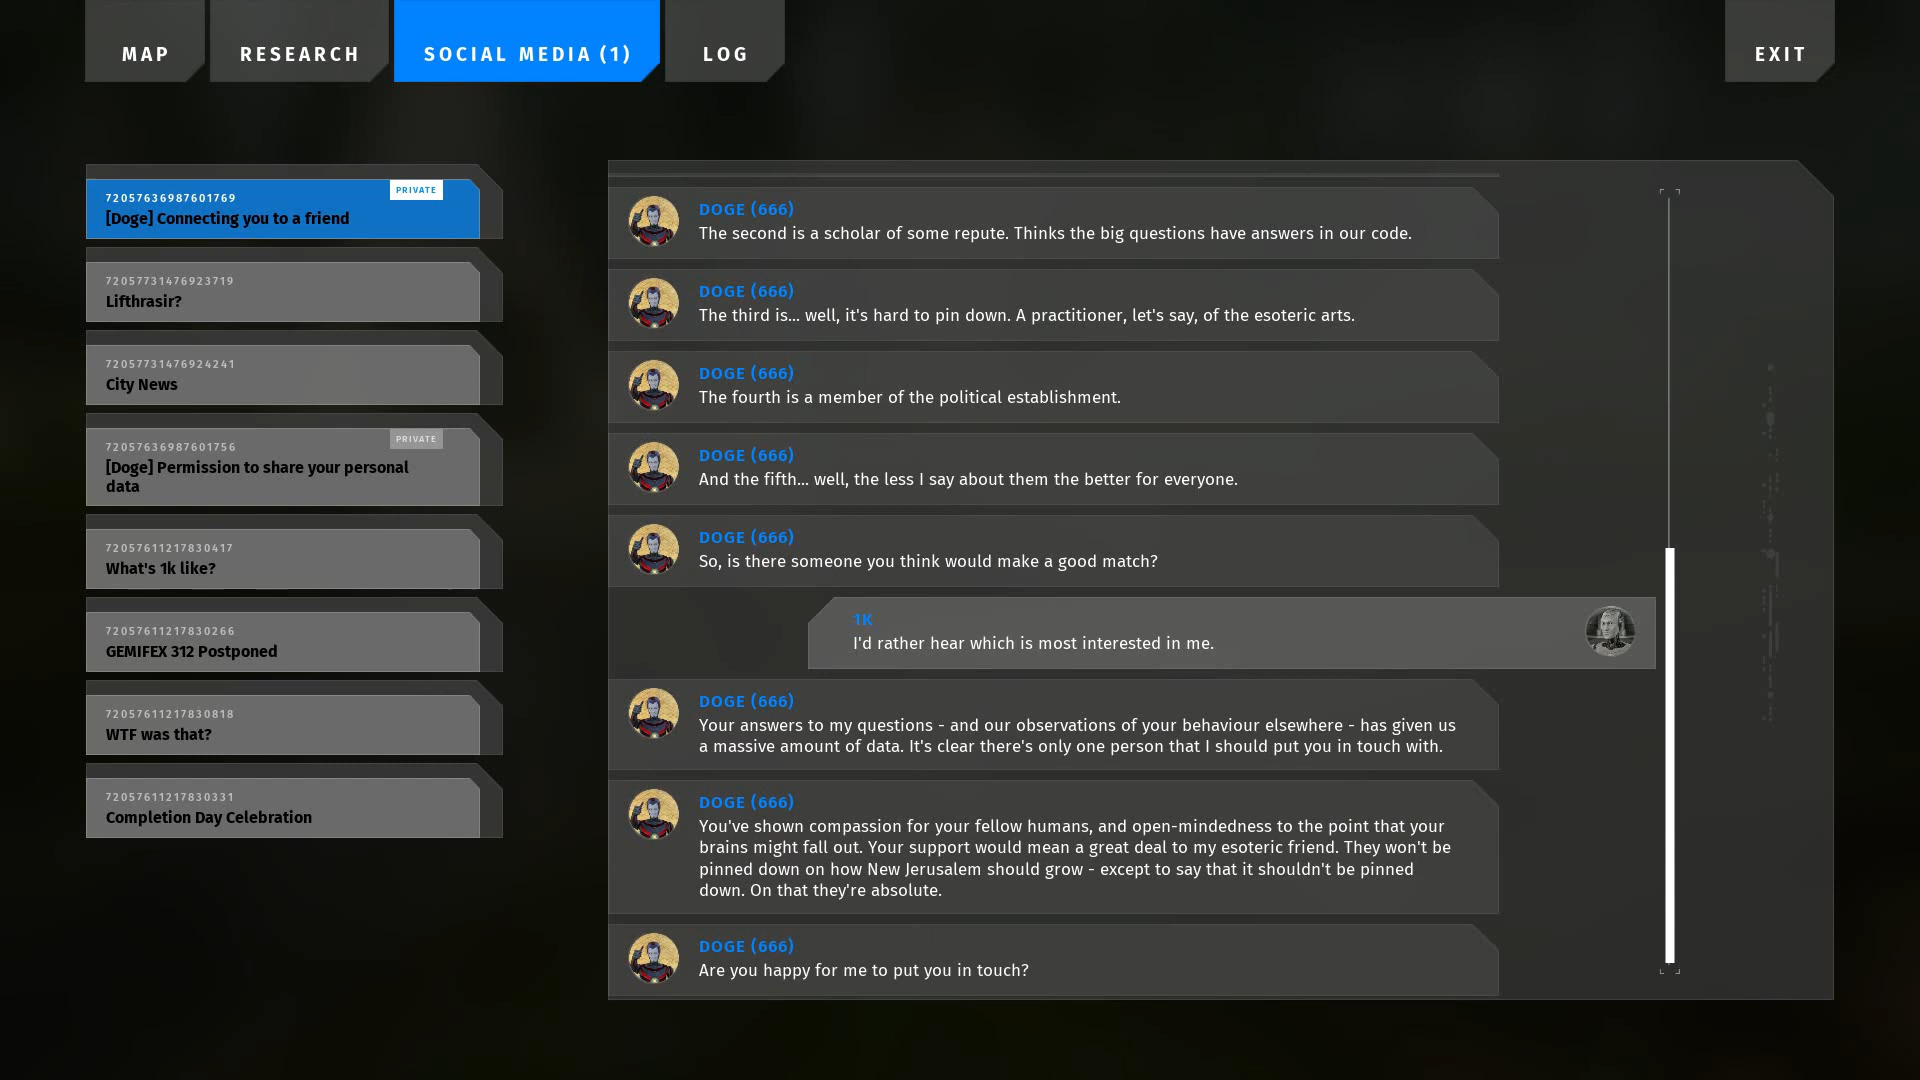 MAP
RESEARCH
SOCIAL MEDIA (1)
LOG
EXIT
72057636987601769
PRIVATE
[Doge] Connecting you to a friend
72057731476923719
Lifthrasir?
72057731476924241
City News
72057636987601756
PRIVATE
[Doge] Permission to share your personal
data
72057611217830417
What's 1k like?
72057611217830266
GEMIFEX 312 Postponed
72057611217830818
WTF was that?
72057611217830331
Completion Day Celebration
DOGE (666)
The second is a scholar of some repute. Thinks the big questions have answers in our code.
DOGE (666)
The third is... well, it's hard to pin down. A practitioner, let's say, of the esoteric arts.
DOGE (666)
The fourth is a member of the political establishment.
DOGE (666)
And the fifth... well, the less I say about them the better for everyone.
DOGE (666)
So, is there someone you think would make a good match?
1K
I'd rather hear which is most interested in me.
DOGE (666)
Your answers to my questions - and our observations of your behaviour elsewhere - has given us
a massive amount of data. It's clear there's only one person that I should put you in touch with.
DOGE (666)
You've shown compassion for your fellow humans, and open-mindedness to the point that your
brains might fall out. Your support would mean a great deal to my esoteric friend. They won't be
pinned down on how New Jerusalem should grow - except to say that it shouldn't be pinned
down. On that they're absolute.
DOGE (666)
Are you happy for me to put you in touch?